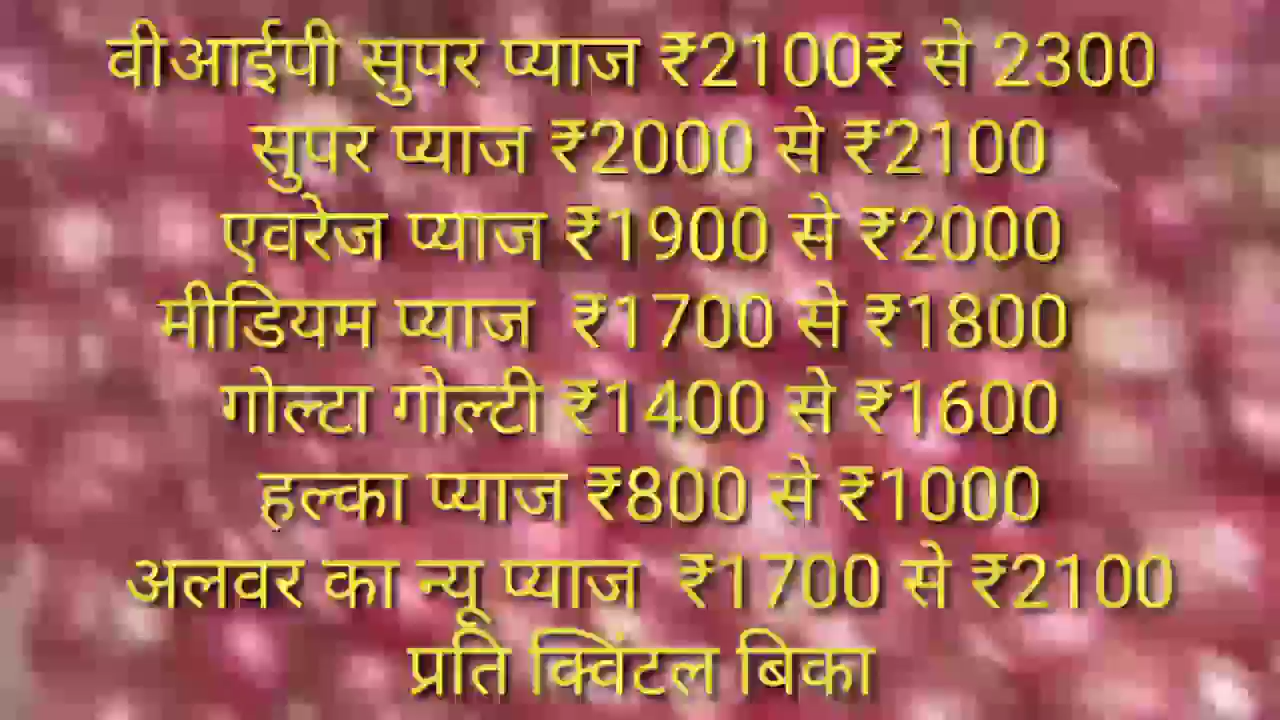 वीआईपी सुपर प्याज ₹2100₹ से 2300
सुपर प्याज ₹2000 से ₹2100
एवरेज प्याज ₹1900 से ₹2000
मीडियम प्याज ₹1700 से ₹1800
गोल्टा गोल्टी ₹1400 से ₹1600
हल्का प्याज ₹800 से ₹1000
अलवर का न्यू प्याज ₹1700 से ₹2100
प्रति क्विंटल बिका